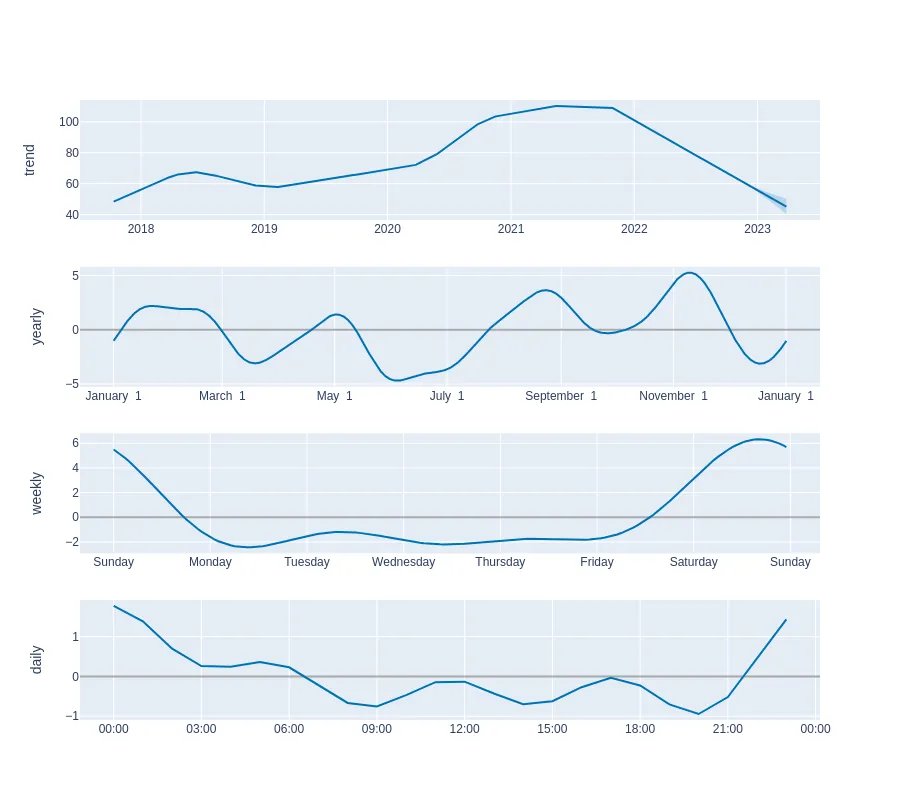 trend
100
80
60
40
2018 2019 2020 2021 2022 2023
yearly
5
0
−5
January 1 March 1 May 1 July 1 September 1 November 1 January 1
weekly
6
4
2
0
−2
Sunday Monday Tuesday Wednesday Thursday Friday Saturday Sunday
daily
1
0
−1
00:00 03:00 06:00 09:00 12:00 15:00 18:00 21:00 00:00